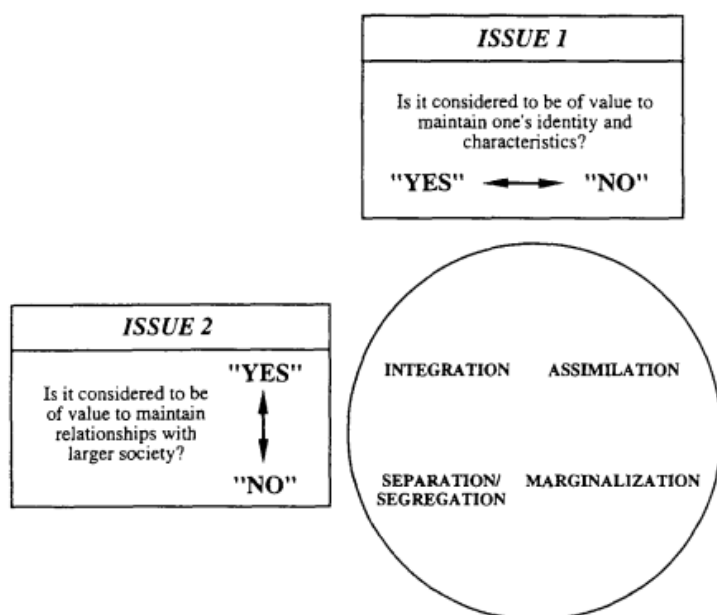 ISSUE 1
Is it considered to be of value to
maintain one's identity and
characteristics?
"YES" "NO"
ISSUE 2
Is it considered to be
of value to maintain
relationships with
larger society?
"YES"
"NO"
INTEGRATION ASSIMILATION
SEPARATION/ MARGINALIZATION
SEGREGATION